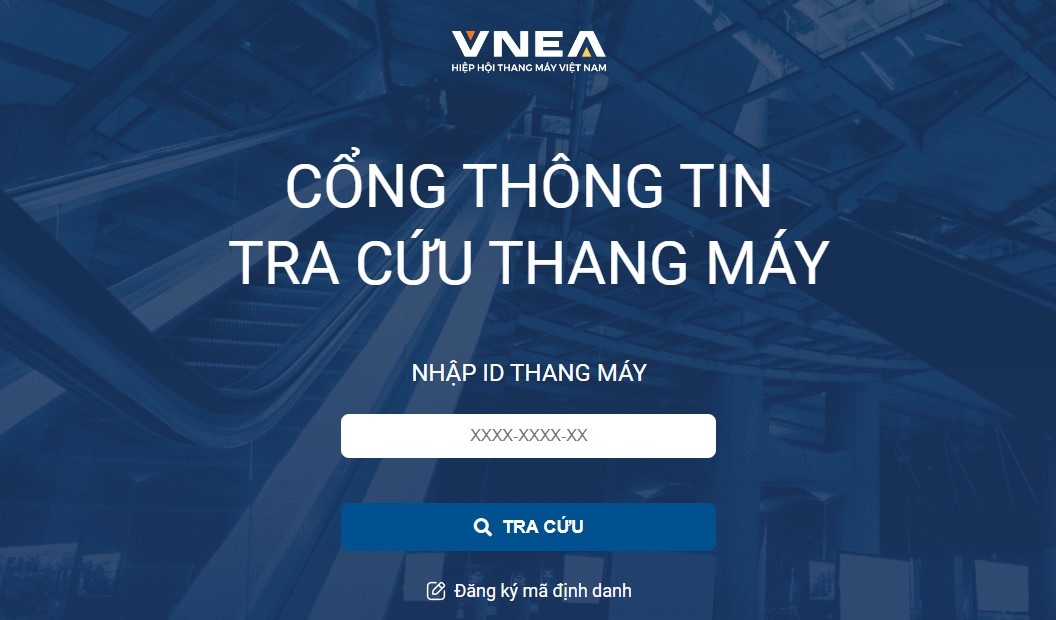 VNEA
HIỆP HỘI THANG MÁY VIỆT NAM
CỔNG THÔNG TIN
TRA CỨU THANG MÁY
NHẬP ID THANG MÁY
XXXX-XXXX-XX
TRA CỨU
Đăng ký mã định danh